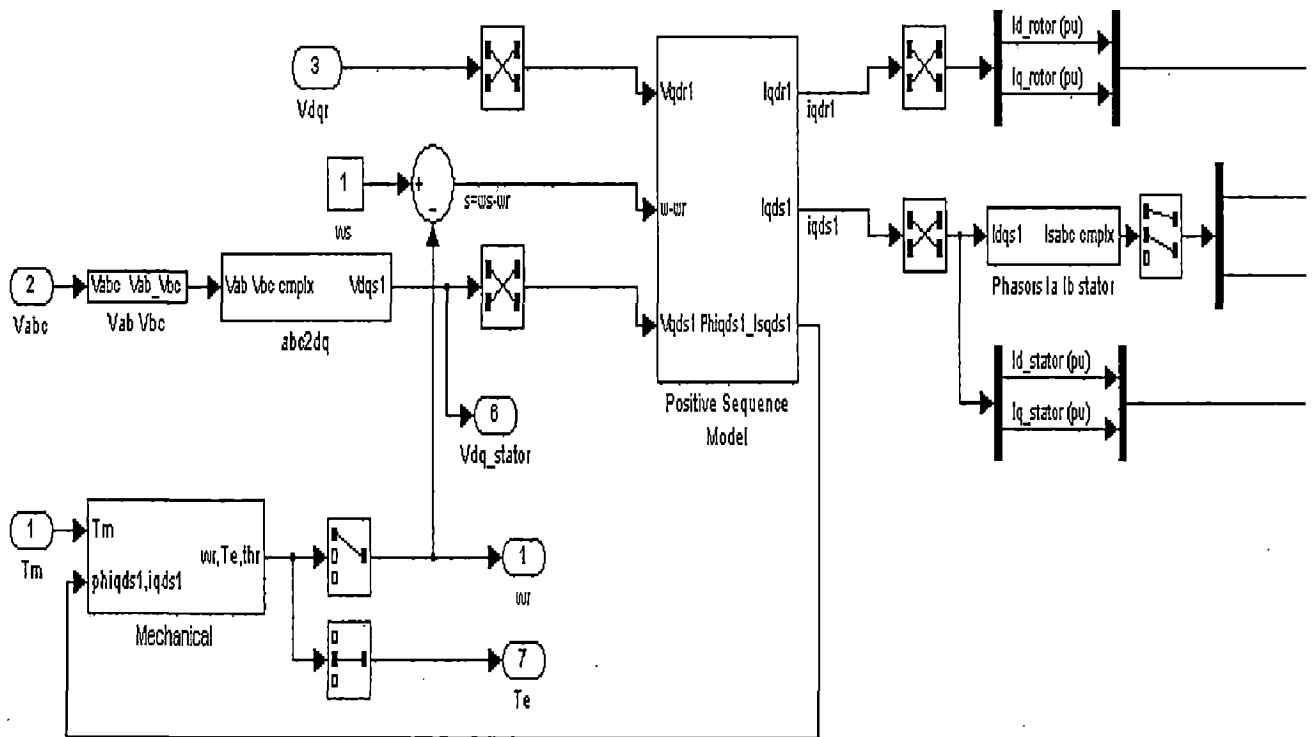 3
Vdqr
1
ws
s=ws-wr
2
Vabc
Vabc Vab_Vbc
Vab Vbc
Vab Vbc cmplx Vdqs1
abc2dq
6
Vdq_stator
Vqdr1 Iqdr1
w-wr Iqds1
Vqds1 Phiqds1_Isqds1
Positive Sequence
Model
iqdr1
iqds1
Id_rotor (pu)
Iq_rotor (pu)
Idqs1 Isabc cmplx
Phasors Ia Ib stator
Id_stator (pu)
Iq_stator (pu)
1
Tm
Tm
wr,Te,thr
phiqds1,iqds1
Mechanical
1
wr
7
Te